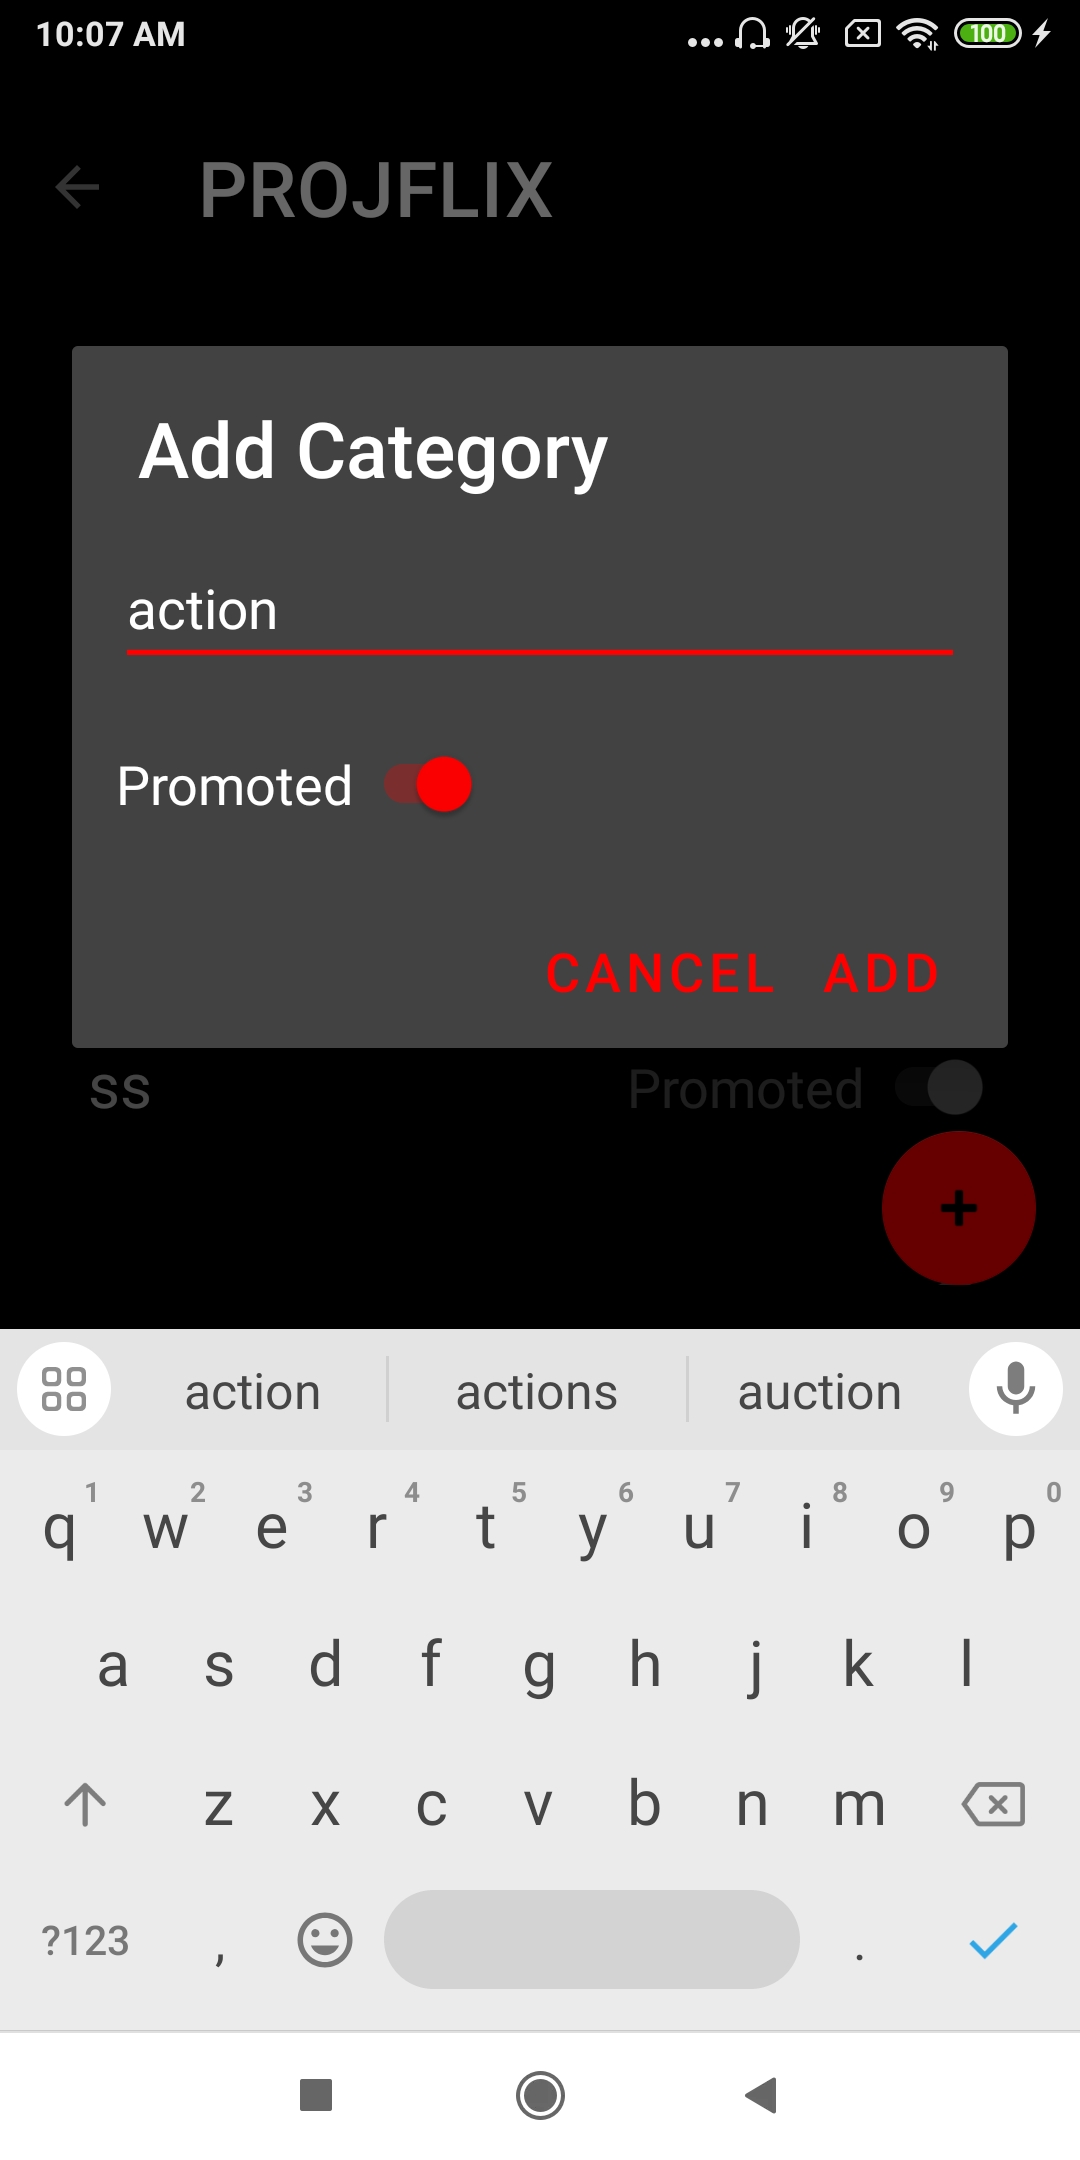 10:07 AM
100
PROJFLIX
Add Category
action
Promoted
CANCEL ADD
ss Promoted
+
action actions auction
1 2 3 4 5 6 7 8 9 0
q w e r t y u i o p
a s d f g h j k l
z x c v b n m
?123 , .